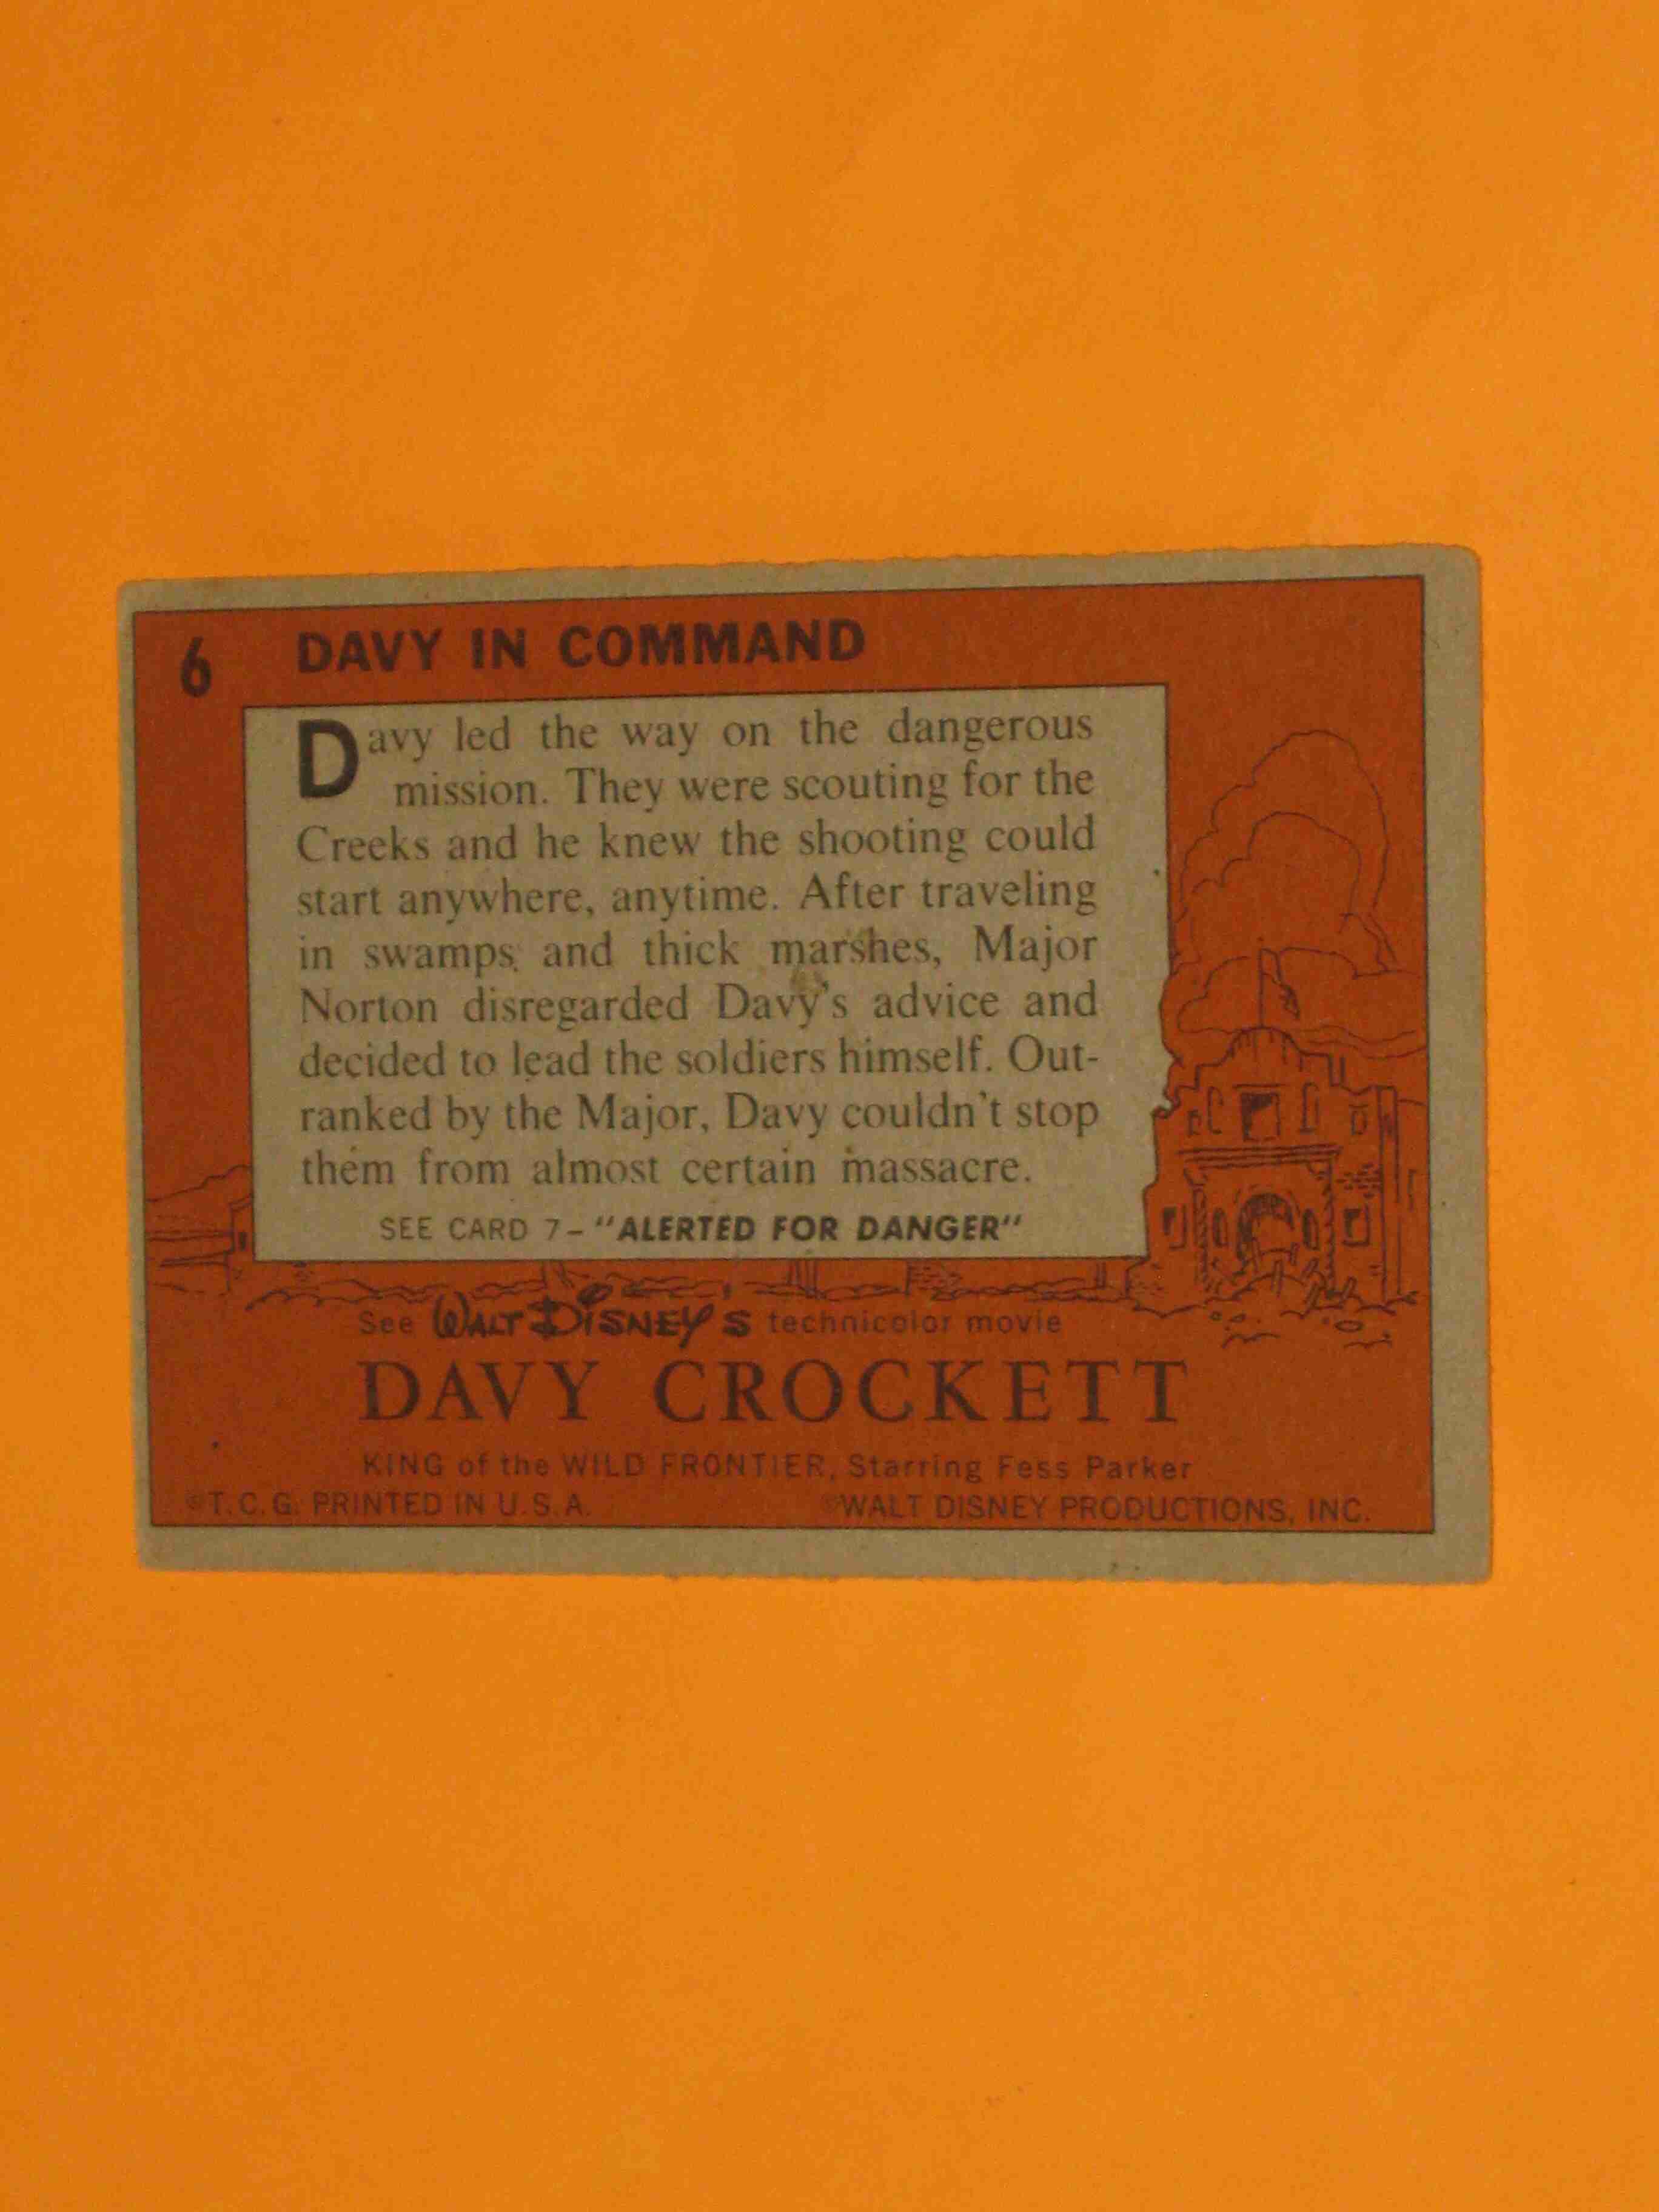 6 DAVY IN COMMAND
Davy led the way on the dangerous
mission. They were scouting for the
Creeks and he knew the shooting could
start anywhere, anytime. After traveling
in swamps and thick marshes, Major
Norton disregarded Davy's advice and
decided to lead the soldiers himself. Out-
ranked by the Major, Davy couldn't stop
them from almost certain massacre.
SEE CARD 7– "ALERTED FOR DANGER"
See WALT DISNEY'S technicolor movie
DAVY CROCKETT
KING of the WILD FRONTIER, Starring Fess Parker
©T.C.G. PRINTED IN U.S.A. ©WALT DISNEY PRODUCTIONS, INC.